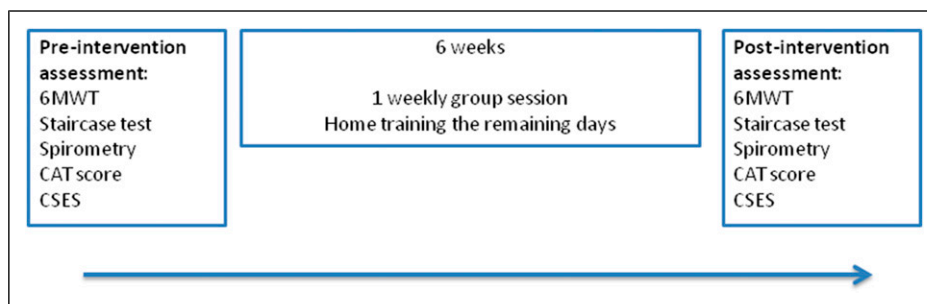 Pre-intervention
assessment:
6MWT
Staircase test
Spirometry
CAT score
CSES
6 weeks
1 weekly group session
Home training the remaining days
Post-intervention
assessment:
6MWT
Staircase test
Spirometry
CAT score
CSES